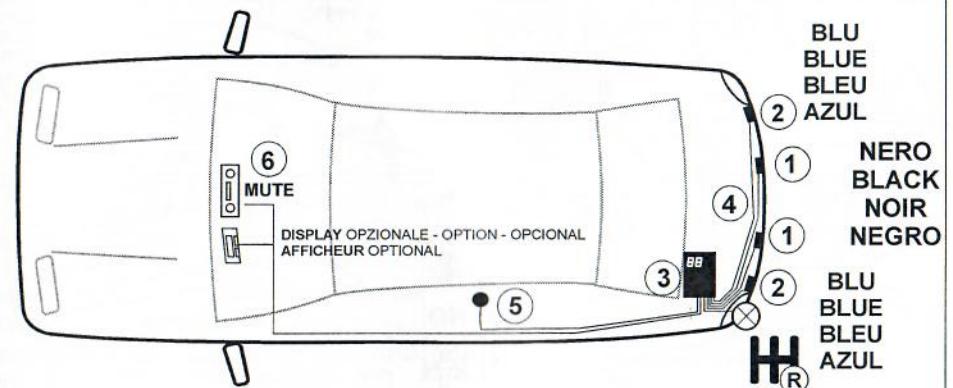 BLU
BLUE
BLEU
2 AZUL
1
NERO
BLACK
NOIR
NEGRO
6
MUTE
4
DISPLAY OPZIONALE - OPTION - OPCIONAL
AFFICHEUR OPTIONAL
1
88
3
5
2
BLU
BLUE
BLEU
AZUL
R